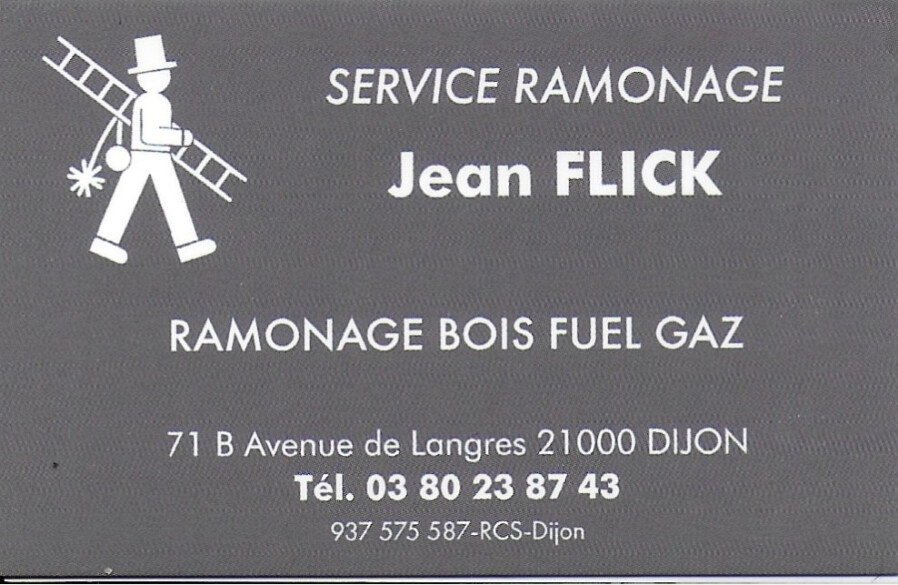 SERVICE RAMONAGE
Jean FLICK
RAMONAGE BOIS FUEL GAZ
71 B Avenue de Langres 21000 DIJON
Tél. 03 80 23 87 43
937 575 587-RCS-Dijon